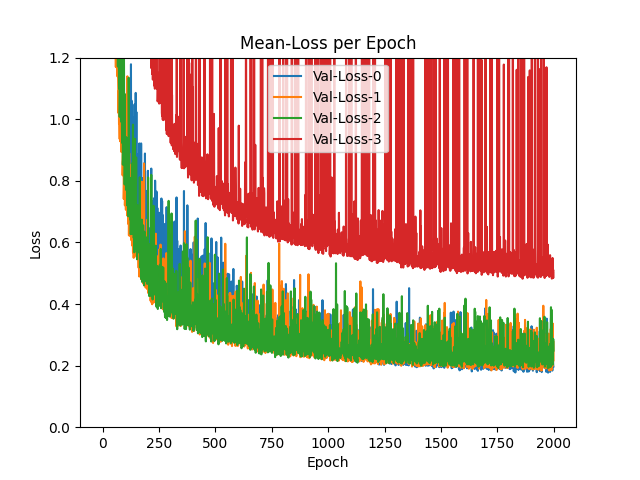 Mean-Loss per Epoch
1.2
1.0
0.8
0.6
0.4
0.2
0.0
Loss
Val-Loss-0
Val-Loss-1
Val-Loss-2
Val-Loss-3
0 250 500 750 1000 1250 1500 1750 2000
Epoch